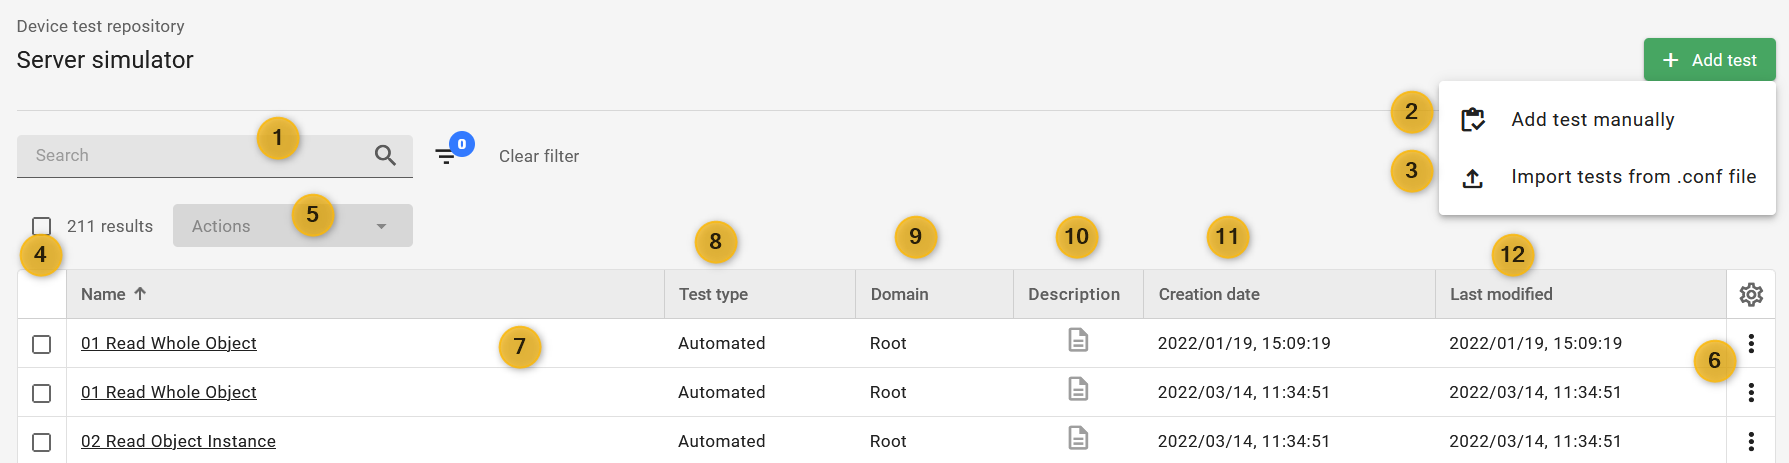 Device test repository
Server simulator
Add test
2 Add test manually
3 Import tests from .conf file
1
Search 0 Clear filter
211 results Actions 5
4 8 9 10 11 12
Name Test type Domain Description Creation date Last modified
01 Read Whole Object 7 Automated Root 2022/01/19, 15:09:19 2022/01/19, 15:09:19 6
01 Read Whole Object Automated Root 2022/03/14, 11:34:51 2022/03/14, 11:34:51
02 Read Object Instance Automated Root 2022/03/14, 11:34:51 2022/03/14, 11:34:51